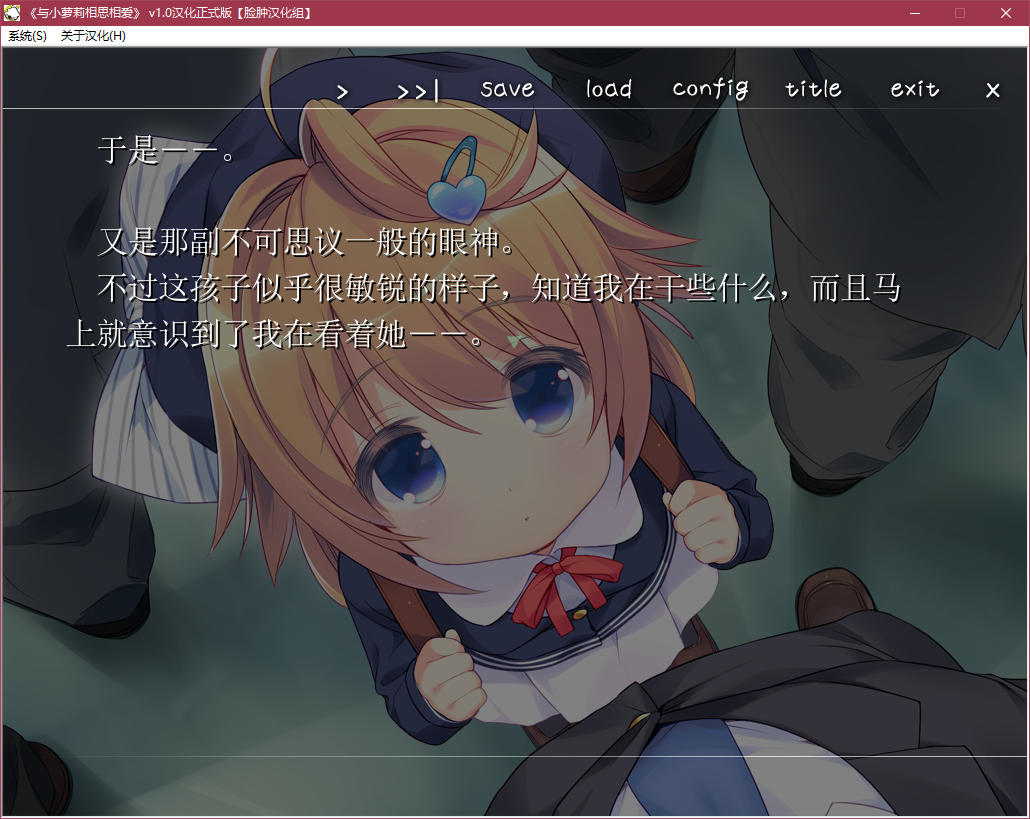 《与小萝莉相思相爱》 v1.0汉化正式版【脸肿汉化组】
系统(S) 关于汉化(H)
> >>| save load config title exit x
于是——。
又是那副不可思议一般的眼神。
不过这孩子似乎很敏锐的样子，知道我在干些什么，而且马
上就意识到了我在看着她——。